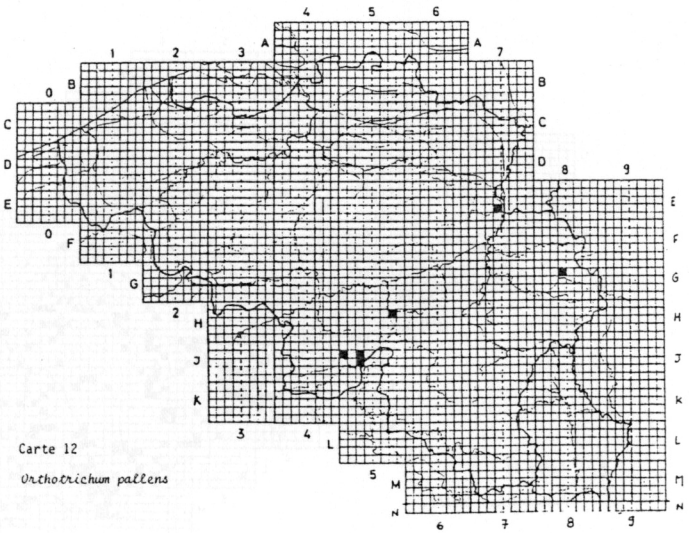 4 5 6
A A
7
1 2 3
B B
0
C C
D D
8 9
E E
0
F F
1
G G
2
H H
J J
K K
3 4
L L
5
Carte 12
Orthotrichum pallens
M M
N N
6 7 8 9